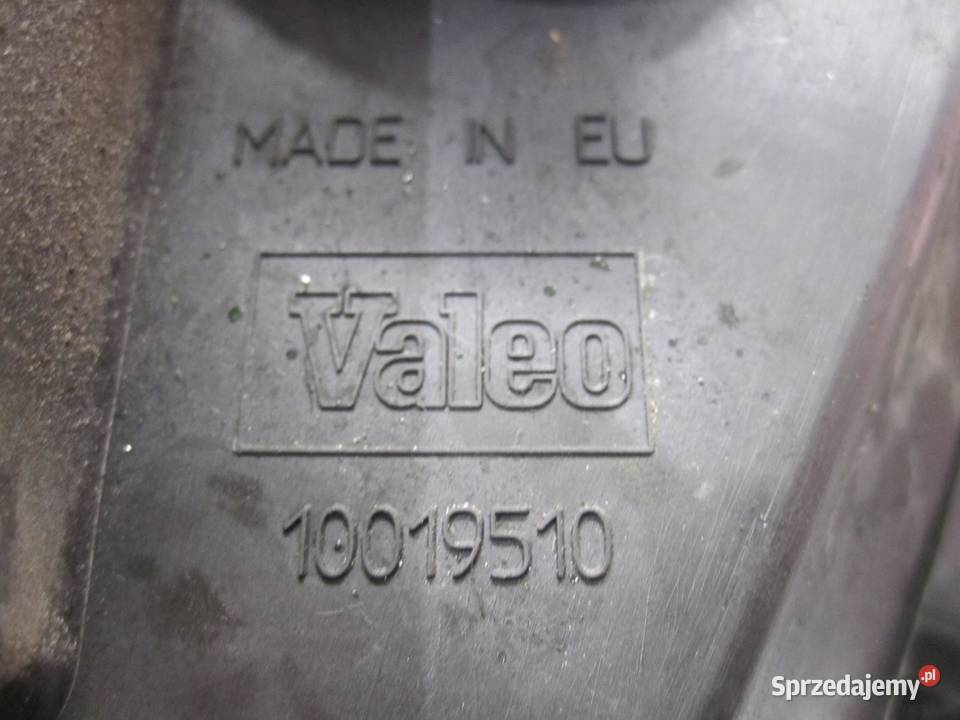 MADE IN EU
Valeo
10019510
Sprzedajemy.pl